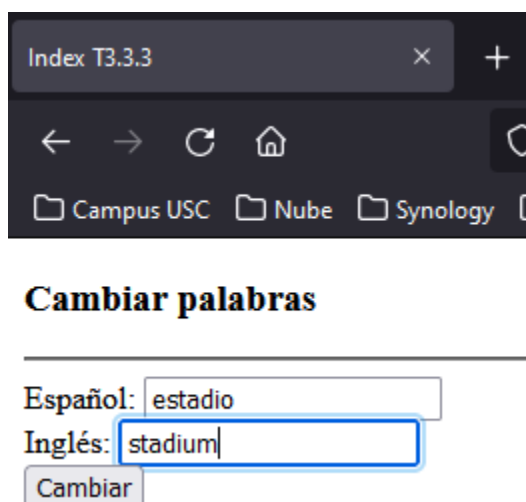 Index T3.3.3
Campus USC Nube Synology
Cambiar palabras
Español: estadio
Inglés: stadium
Cambiar